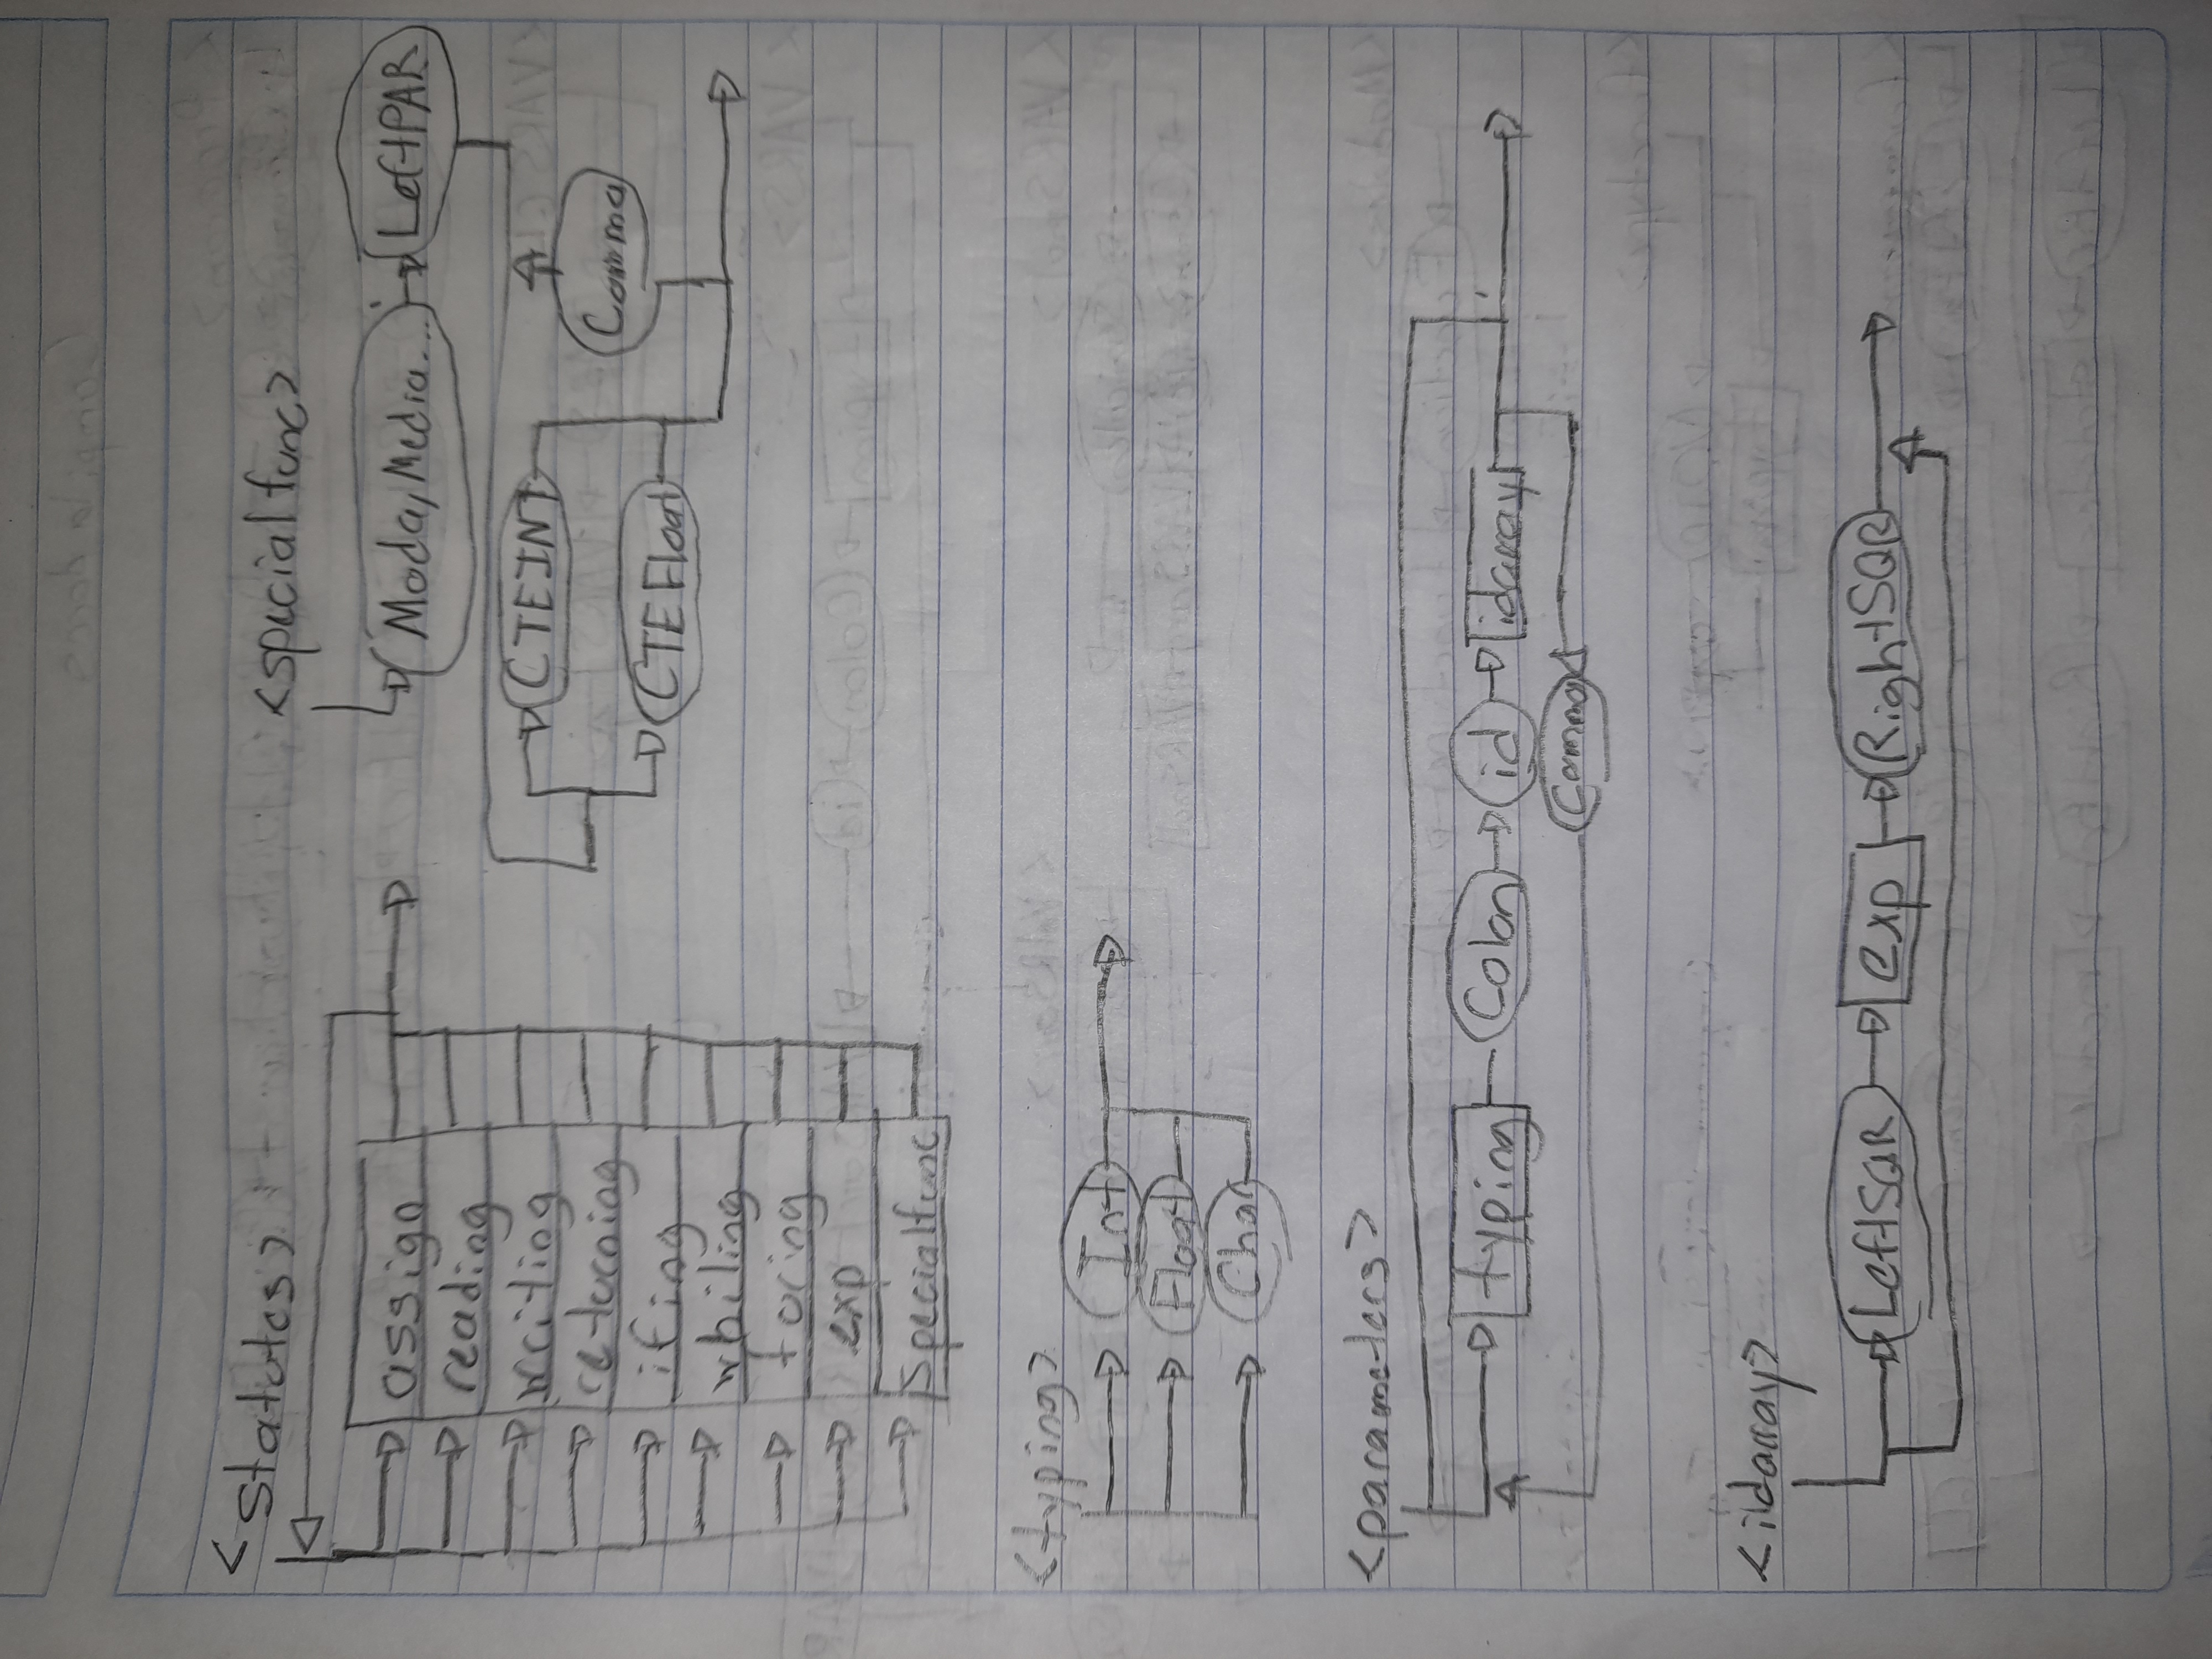 <statutes>
assign
reading
writing
returning
ifing
whiling
foring
exp
specialfunc
<specialfunc>
Moda, Media... LeftPAR
CTEINT
Comma
CTEFloat
<typing>
Int
Float
Char
<parameters>
typing Colon id idarray
Comma
<idarray>
LeftSQR exp RightSQR